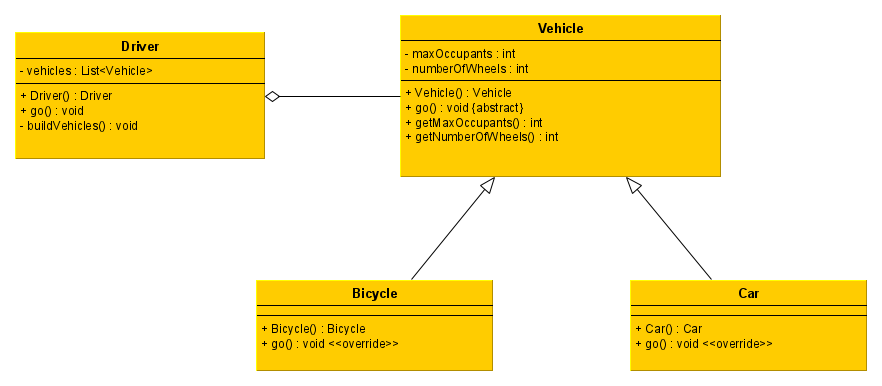 Driver
- vehicles : List<Vehicle>
+ Driver() : Driver
+ go() : void
- buildVehicles() : void
Vehicle
- maxOccupants : int
- numberOfWheels : int
+ Vehicle() : Vehicle
+ go() : void {abstract}
+ getMaxOccupants() : int
+ getNumberOfWheels() : int
Bicycle
+ Bicycle() : Bicycle
+ go() : void <<override>>
Car
+ Car() : Car
+ go() : void <<override>>